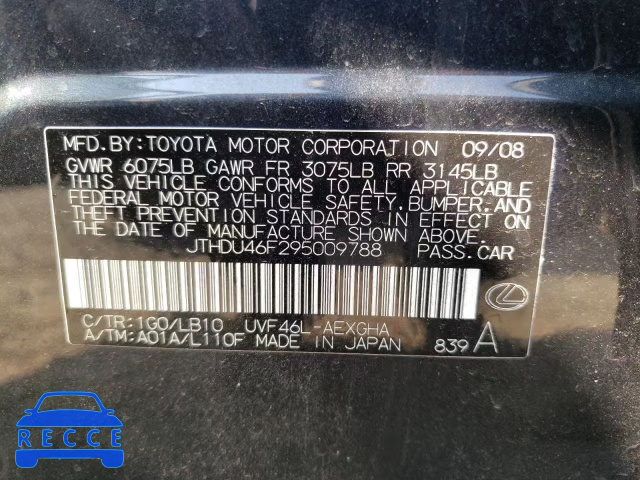 MFD.BY:TOYOTA MOTOR CORPORATION 09/08
GVWR 6075LB GAWR FR 3075LB RR 3145LB
THIS VEHICLE CONFORMS TO ALL APPLICABLE
FEDERAL MOTOR VEHICLE SAFETY,BUMPER,AND
THEFT PREVENTION STANDARDS IN EFFECT ON
THE DATE OF MANUFACTURE SHOWN ABOVE.
JTHDU46F295009788 PASS.CAR
C/TR:1G0/LB10 UVF46L-AEXGHA
A/TM:A01A/L110F MADE IN JAPAN 839 A
RECCE